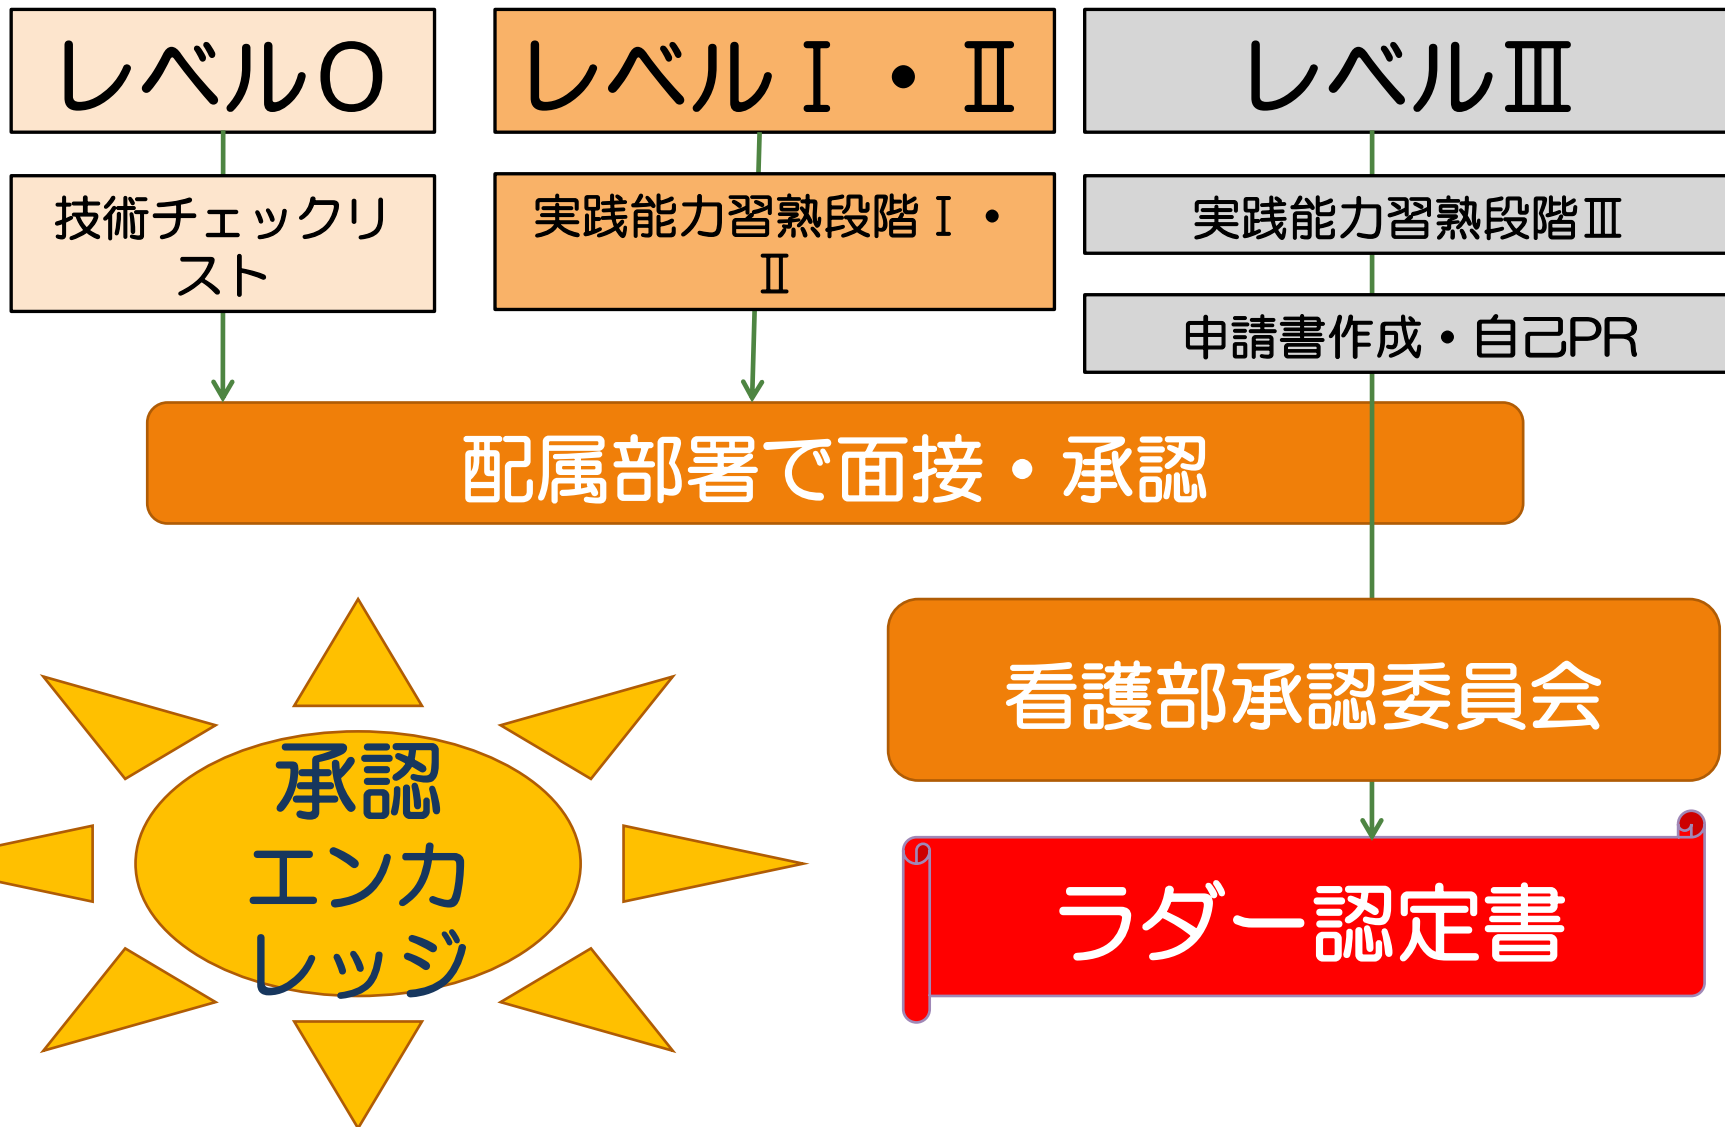 レベル０
レベルⅠ・Ⅱ
レベルⅢ
技術チェックリ
スト
実践能力習熟段階Ⅰ・
Ⅱ
実践能力習熟段階Ⅲ
申請書作成・自己PR
配属部署で面接・承認
看護部承認委員会
承認
エンカ
レッジ
ラダー認定書